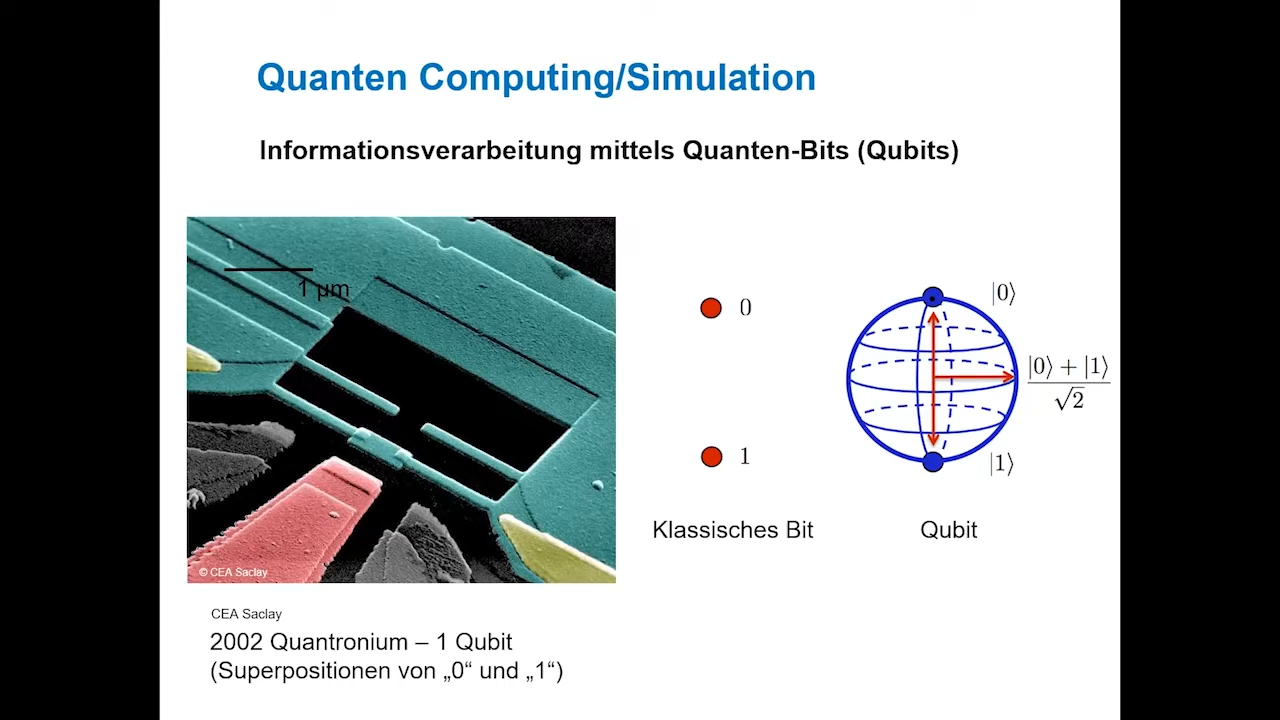 Quanten Computing/Simulation
Informationsverarbeitung mittels Quanten-Bits (Qubits)
1 µm
© CEA Saclay
CEA Saclay
2002 Quantronium – 1 Qubit
(Superpositionen von „0“ und „1“)
0
1
Klassisches Bit
|0⟩
|0⟩ + |1⟩
√2
|1⟩
Qubit